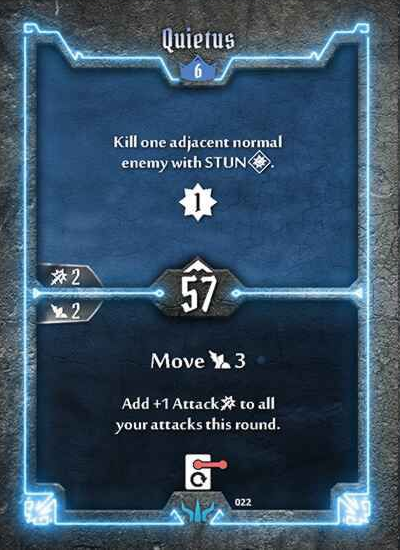 Quietus
6
Kill one adjacent normal
enemy with STUN.
1
2
57
2
Move 3
Add +1 Attack to all
your attacks this round.
022